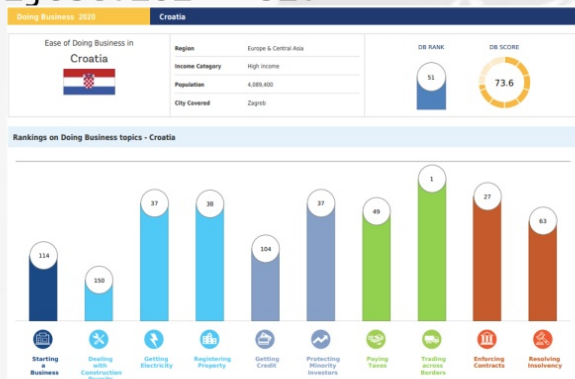 Doing Business 2020
Croatia
Ease of Doing Business in
Croatia
Region Europe & Central Asia
Income Category High income
Population 4,089,400
City Covered Zagreb
DB RANK DB SCORE
51
73.6
Rankings on Doing Business topics - Croatia
114
150
37
38
104
37
49
1
27
63
Starting
a
Business
Dealing
with
Construction
Getting
Electricity
Registering
Property
Getting
Credit
Protecting
Minority
Investors
Paying
Taxes
Trading
across
Borders
Enforcing
Contracts
Resolving
Insolvency